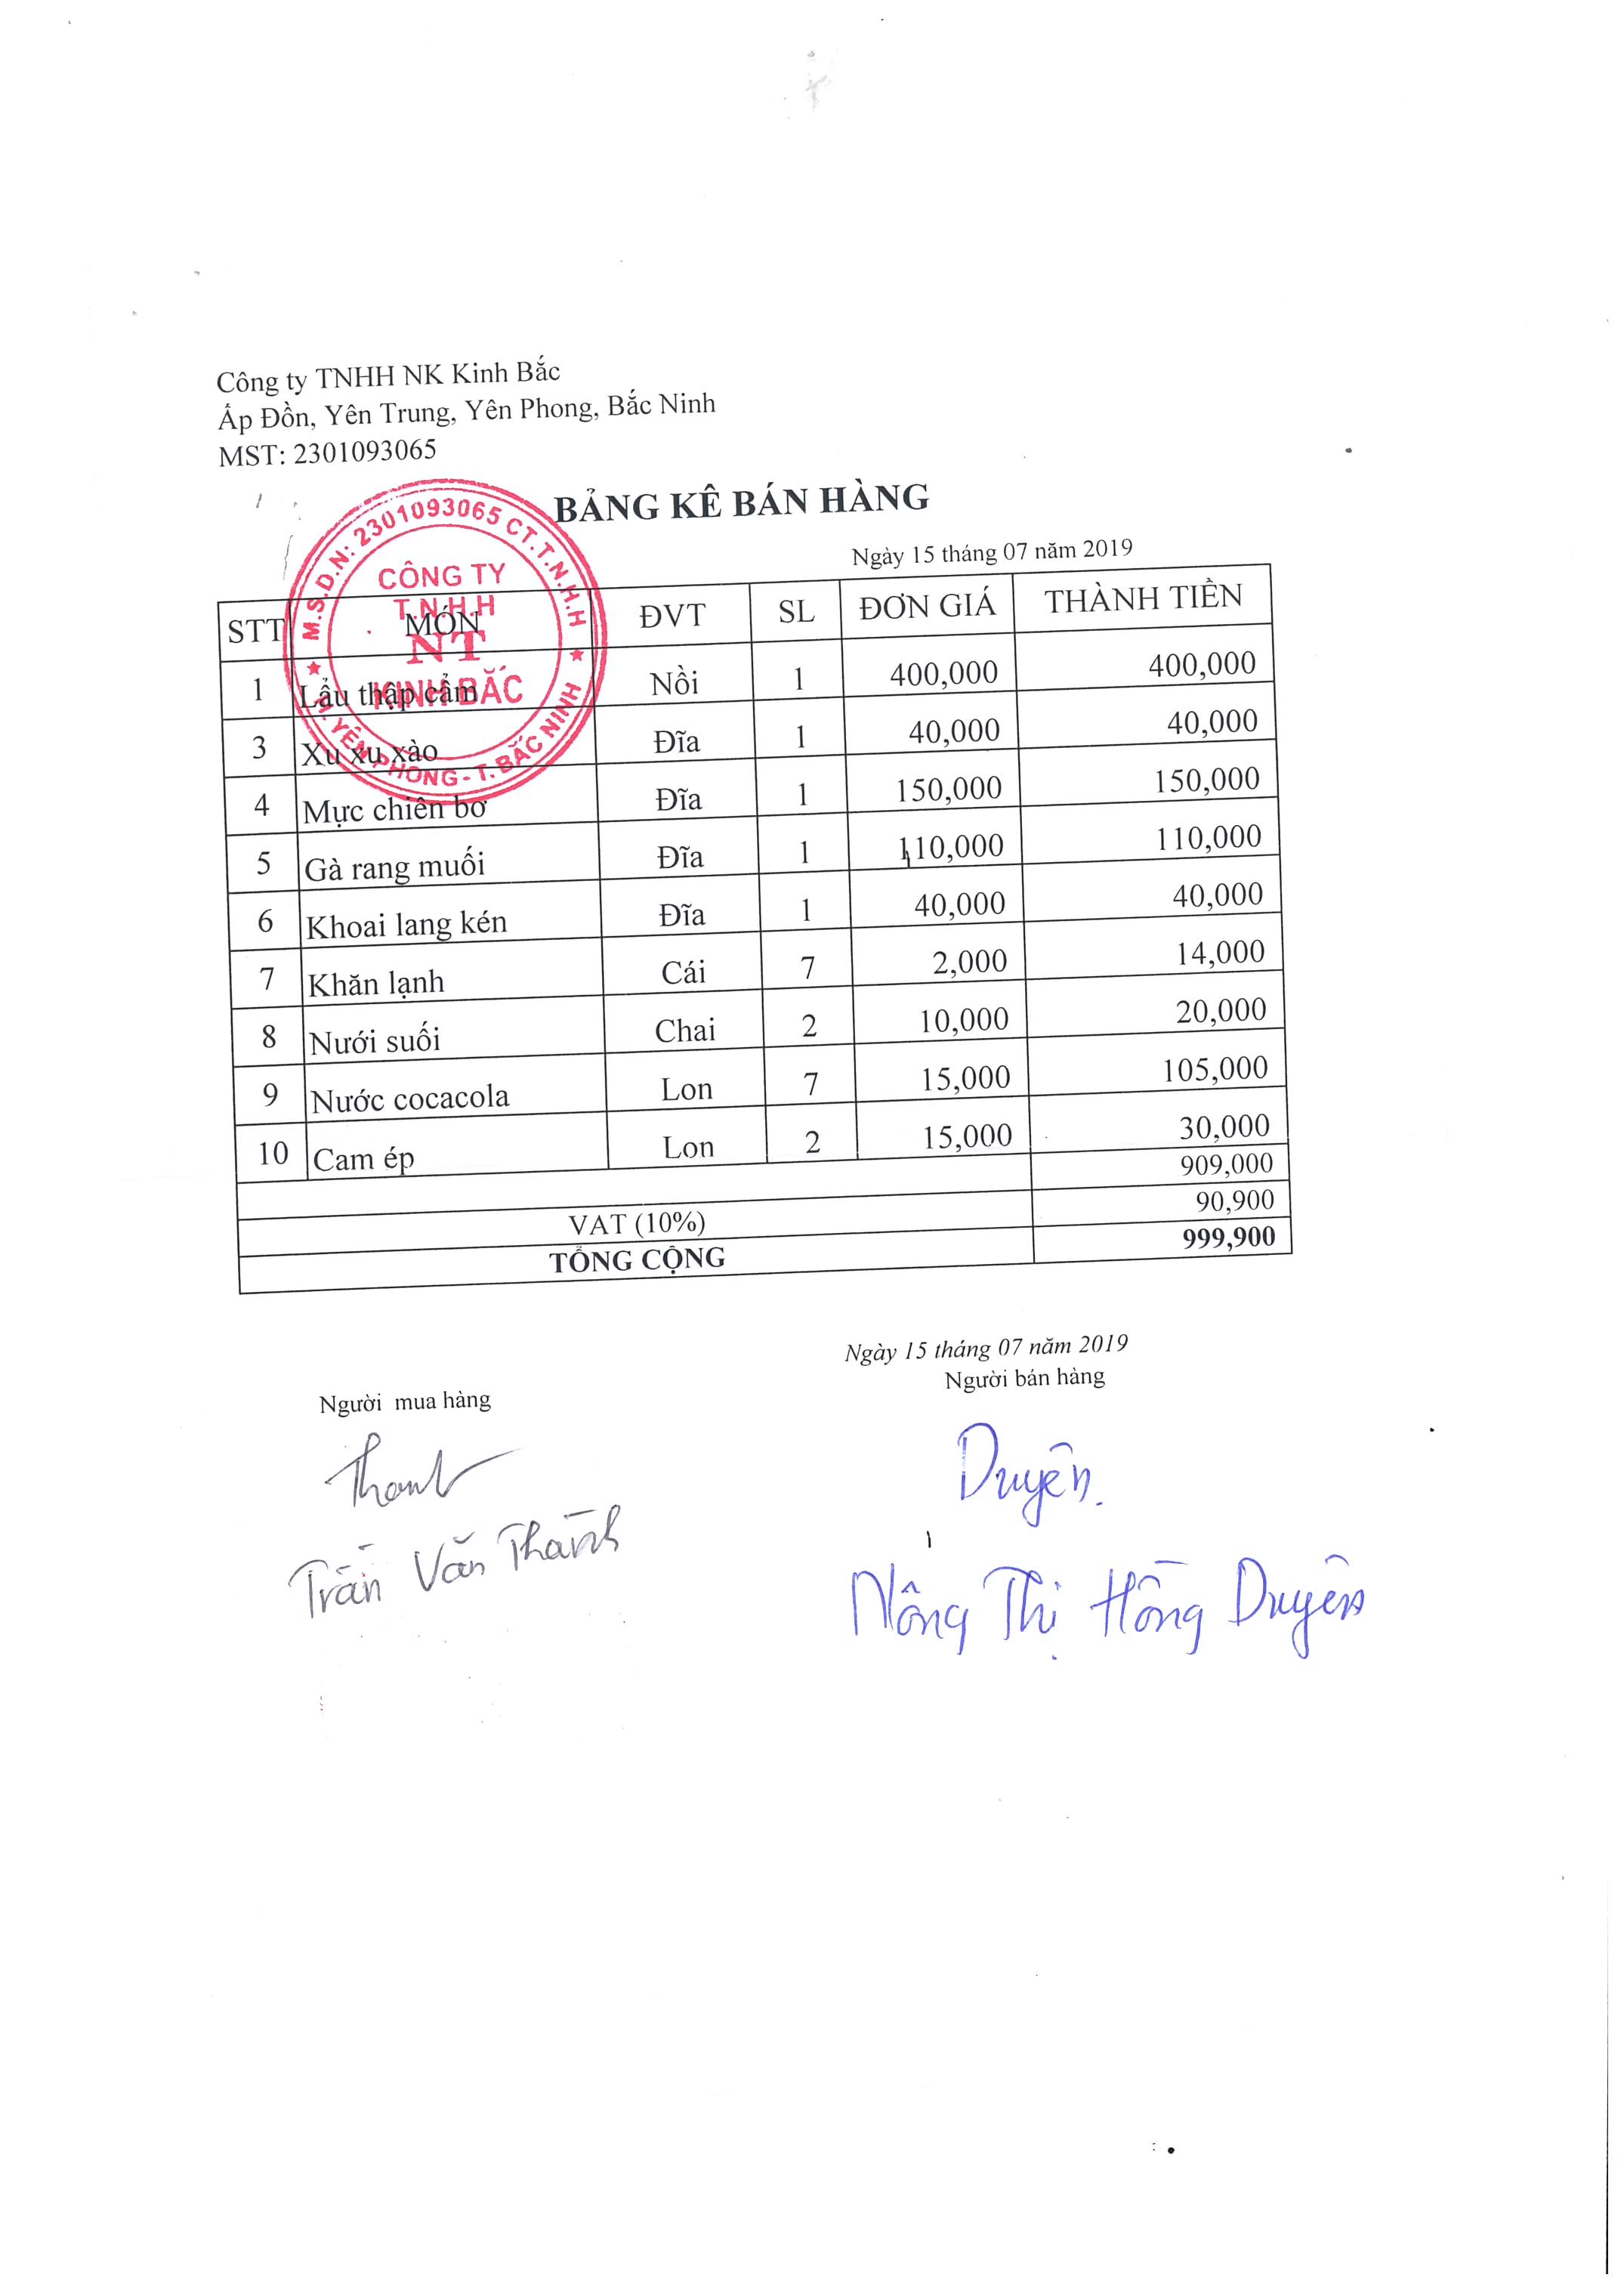 Công ty TNHH NK Kinh Bắc
Ấp Đồn, Yên Trung, Yên Phong, Bắc Ninh
MST: 2301093065
BẢNG KÊ BÁN HÀNG
Ngày 15 tháng 07 năm 2019
M.S.D.N: 2301093065 CT.T.N.H.H
CÔNG TY
T.N.H.H
NT
KINH BẮC
H. YÊN PHONG - T. BẮC NINH
STT MÓN ĐVT SL ĐƠN GIÁ THÀNH TIỀN
1 Lẩu thập cẩm Nồi 1 400,000 400,000
3 Xu xu xào Đĩa 1 40,000 40,000
4 Mực chiên bơ Đĩa 1 150,000 150,000
5 Gà rang muối Đĩa 1 110,000 110,000
6 Khoai lang kén Đĩa 1 40,000 40,000
7 Khăn lạnh Cái 7 2,000 14,000
8 Nưới suối Chai 2 10,000 20,000
9 Nước cocacola Lon 7 15,000 105,000
10 Cam ép Lon 2 15,000 30,000
909,000
VAT (10%) 90,900
TỔNG CỘNG 999,900
Ngày 15 tháng 07 năm 2019
Người mua hàng Người bán hàng
Thanh Duyên.
Trần Văn Thành
Nông Thị Hồng Duyên